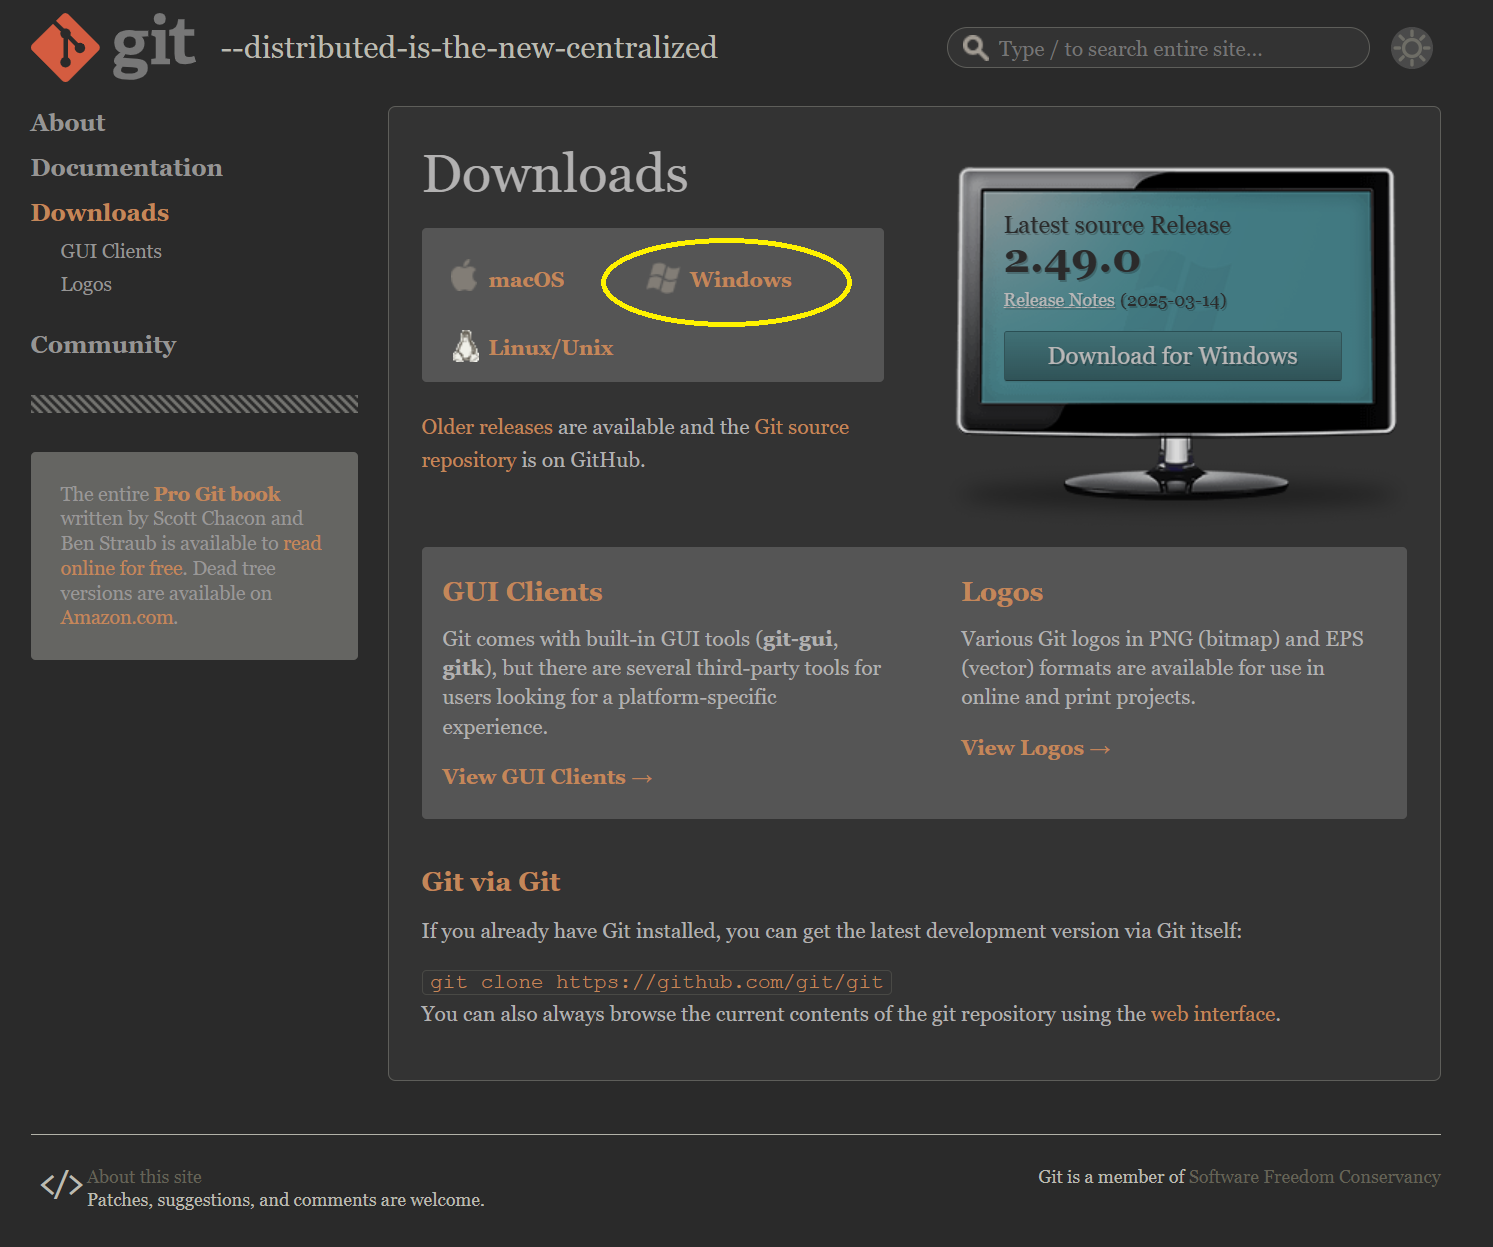 git --distributed-is-the-new-centralized
Type / to search entire site...
About
Documentation
Downloads
GUI Clients
Logos
Community
The entire Pro Git book
written by Scott Chacon and
Ben Straub is available to read
online for free. Dead tree
versions are available on
Amazon.com.
Downloads
macOS
Windows
Linux/Unix
Older releases are available and the Git source
repository is on GitHub.
Latest source Release
2.49.0
Release Notes (2025-03-14)
Download for Windows
GUI Clients
Git comes with built-in GUI tools (git-gui,
gitk), but there are several third-party tools for
users looking for a platform-specific
experience.
View GUI Clients →
Logos
Various Git logos in PNG (bitmap) and EPS
(vector) formats are available for use in
online and print projects.
View Logos →
Git via Git
If you already have Git installed, you can get the latest development version via Git itself:
git clone https://github.com/git/git
You can also always browse the current contents of the git repository using the web interface.
</> About this site
Patches, suggestions, and comments are welcome.
Git is a member of Software Freedom Conservancy